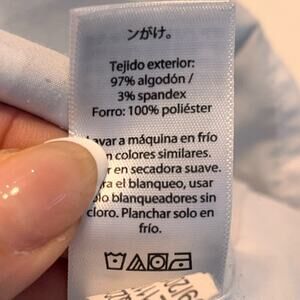 ンがけ。
Tejido exterior:
97% algodón /
3% spandex
Forro: 100% poliéster
avar a máquina en frío
n colores similares.
ar en secadora suave.
ra el blanqueo, usar
olo blanqueadores sin
cloro. Planchar solo en
frío.